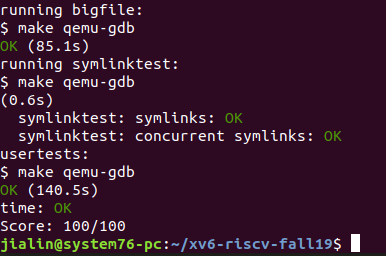 running bigfile:
$ make qemu-gdb
OK (85.1s)
running symlinktest:
$ make qemu-gdb
(0.6s)
  symlinktest: symlinks: OK
  symlinktest: concurrent symlinks: OK
usertests:
$ make qemu-gdb
OK (140.5s)
time: OK
Score: 100/100
jialin@system76-pc:~/xv6-riscv-fall19$